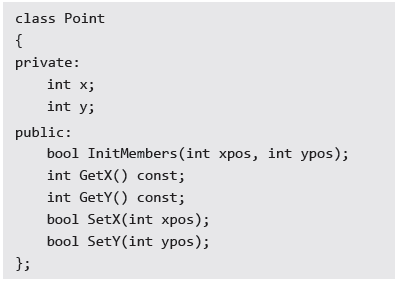 class Point
{
private:
    int x;
    int y;
public:
    bool InitMembers(int xpos, int ypos);
    int GetX() const;
    int GetY() const;
    bool SetX(int xpos);
    bool SetY(int ypos);
};